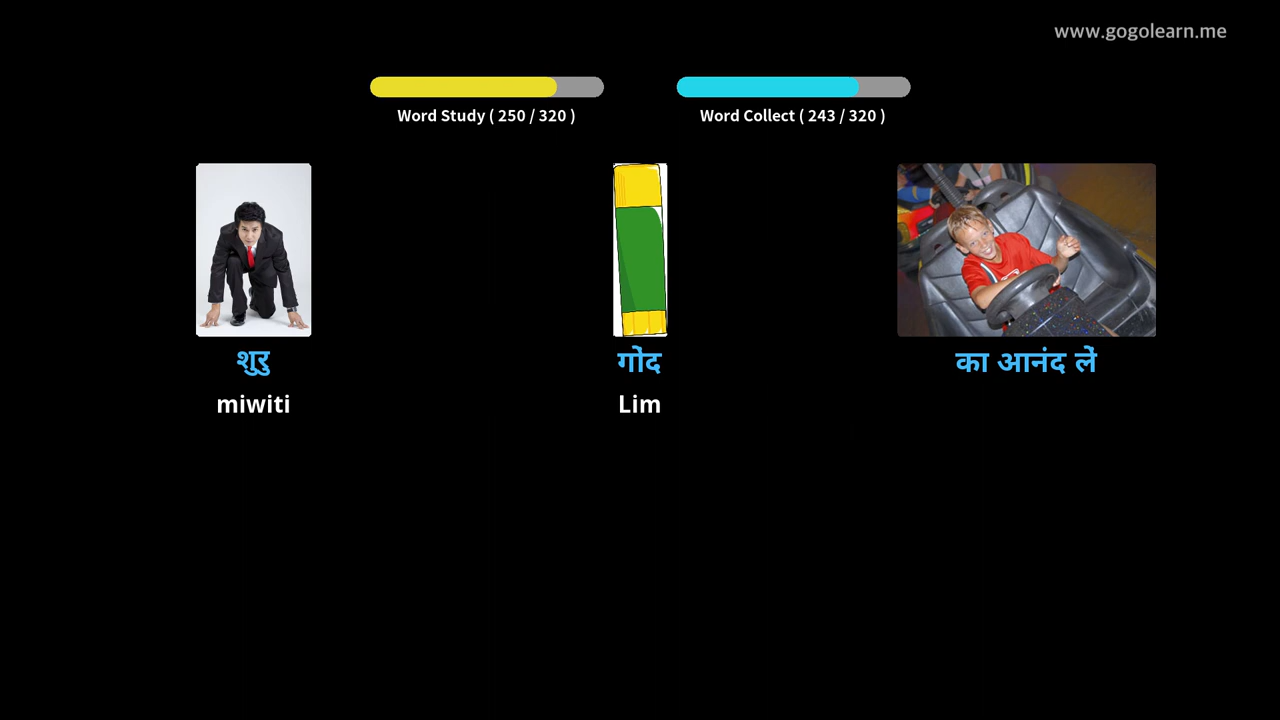 www.gogolearn.me
Word Study ( 250 / 320 )
Word Collect ( 243 / 320 )
शुरु
गोंद
का आनंद लें
miwiti
Lim